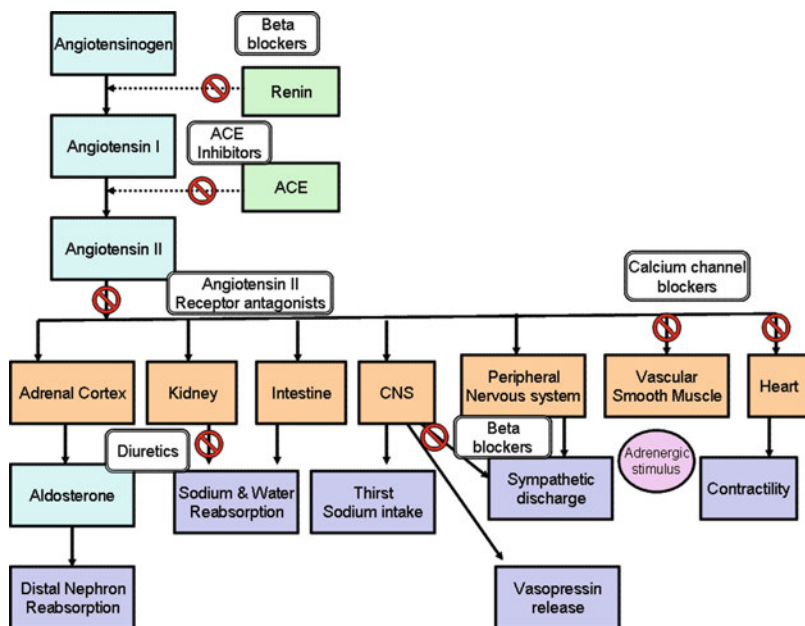 Angiotensinogen
Beta
blockers
Renin
Angiotensin I
ACE
Inhibitors
ACE
Angiotensin II
Angiotensin II
Receptor antagonists
Calcium channel
blockers
Adrenal Cortex
Kidney
Intestine
CNS
Peripheral
Nervous system
Vascular
Smooth Muscle
Heart
Diuretics
Beta
blockers
Adrenergic
stimulus
Aldosterone
Sodium & Water
Reabsorption
Thirst
Sodium intake
Sympathetic
discharge
Contractility
Distal Nephron
Reabsorption
Vasopressin
release